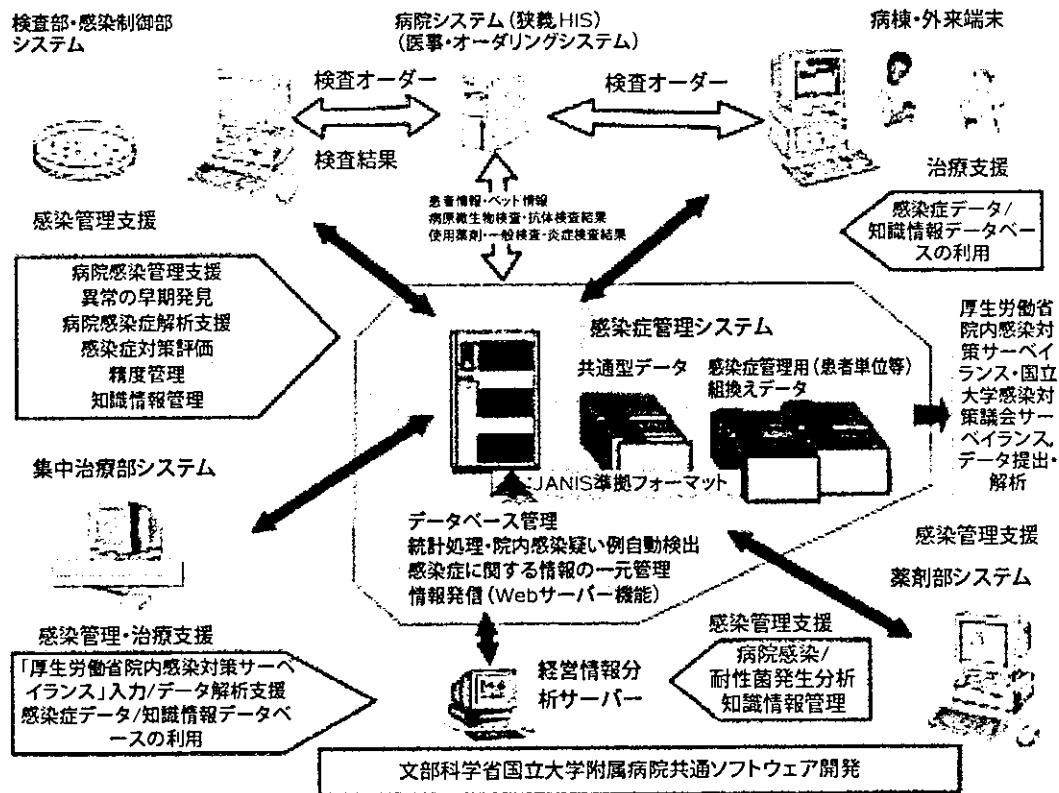 検査部・感染制御部
システム
病院システム(狭義HIS)
(医事・オーダリングシステム)
病棟・外来端末
検査オーダー
検査結果
検査オーダー
感染管理支援
患者情報・ベット情報
病原微生物検査・抗体検査結果
使用薬剤・一般検査・炎症検査結果
治療支援
感染症データ/
知識情報データベー
スの利用
病院感染管理支援
異常の早期発見
病院感染症解析支援
感染症対策評価
精度管理
知識情報管理
感染症管理システム
共通型データ
感染症管理用(患者単位等)
組換えデータ
JANIS準拠フォーマット
データベース管理
統計処理・院内感染疑い例自動検出
感染症に関する情報の一元管理
情報発信(Webサーバー機能)
厚生労働省
院内感染対
策サーベイ
ランス・国立
大学感染対
策議会サー
ベイランス,
データ提出・
解析
集中治療部システム
感染管理・治療支援
「厚生労働省院内感染対策サーベ
イランス」入力/データ解析支援
感染症データ/知識情報データベ
ースの利用
経営情報分
析サーバー
感染管理支援
病院感染/
耐性菌発生分析
知識情報管理
感染管理支援
薬剤部システム
文部科学省国立大学附属病院共通ソフトウェア開発